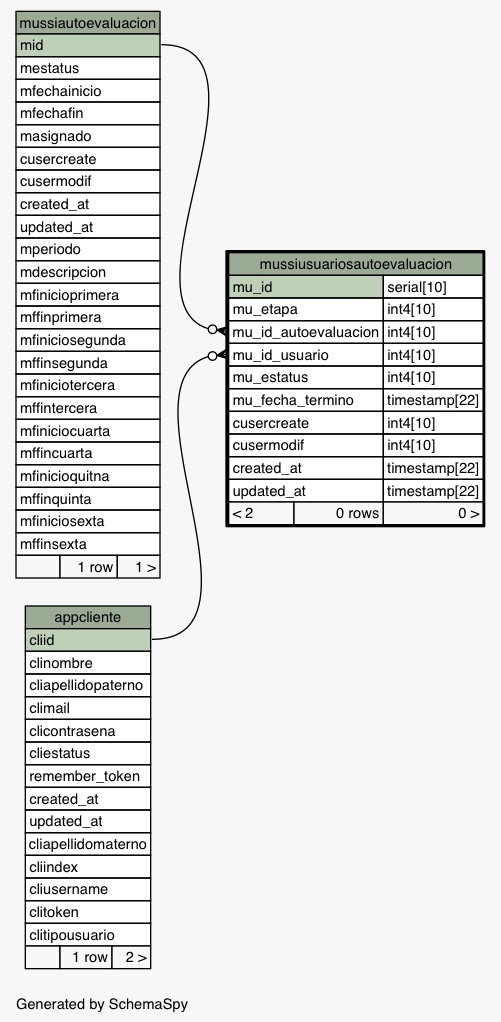 mussiautoevaluacion
mid
mestatus
mfechainicio
mfechafin
masignado
cusercreate
cusermodif
created_at
updated_at
mperiodo
mdescripcion
mfinicioprimera
mffinprimera
mfiniciosegunda
mffinsegunda
mfiniciotercera
mffintercera
mfiniciocuarta
mffincuarta
mfinicioquitna
mffinquinta
mfiniciosexta
mffinsexta
1 row 1 >
mussiusuariosautoevaluacion
mu_id serial[10]
mu_etapa int4[10]
mu_id_autoevaluacion int4[10]
mu_id_usuario int4[10]
mu_estatus int4[10]
mu_fecha_termino timestamp[22]
cusercreate int4[10]
cusermodif int4[10]
created_at timestamp[22]
updated_at timestamp[22]
< 2 0 rows 0 >
appcliente
cliid
clinombre
cliapellidopaterno
climail
clicontrasena
cliestatus
remember_token
created_at
updated_at
cliapellidomaterno
cliindex
cliusername
clitoken
clitipousuario
1 row 2 >
Generated by SchemaSpy